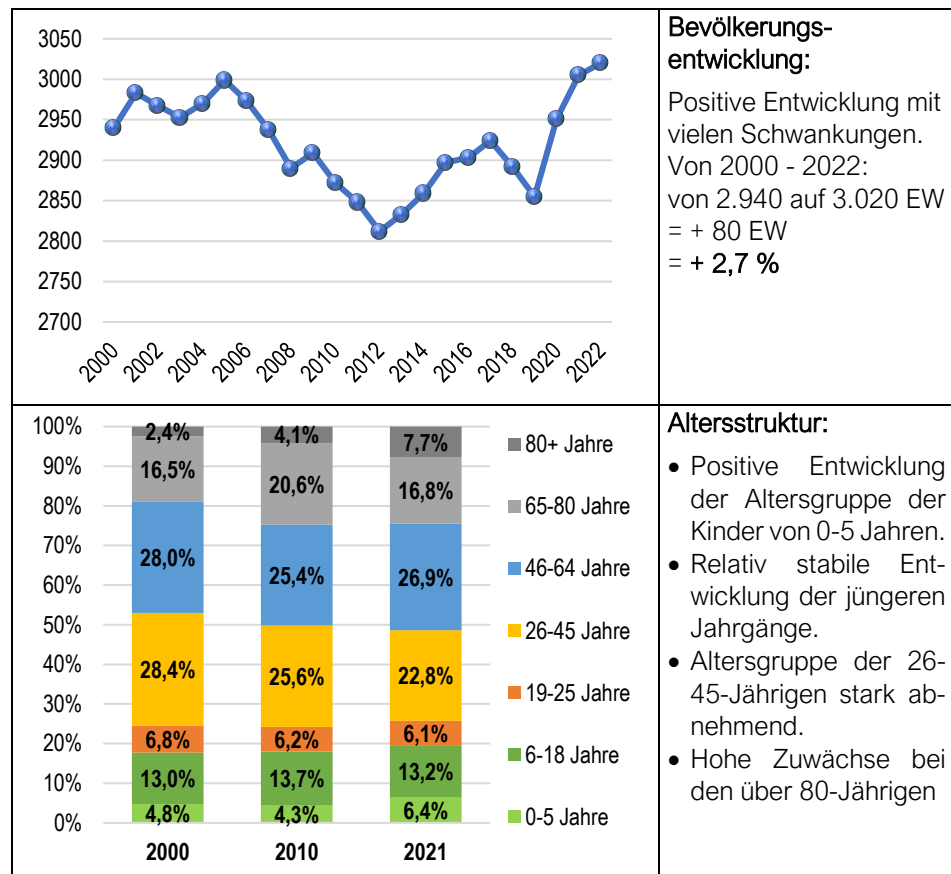 3050
3000
2950
2900
2850
2800
2750
2700
2000
2002
2004
2006
2008
2010
2012
2014
2016
2018
2020
2022
Bevölkerungs-
entwicklung:
Positive Entwicklung mit
vielen Schwankungen.
Von 2000 - 2022:
von 2.940 auf 3.020 EW
= + 80 EW
= + 2,7 %
100%
90%
80%
70%
60%
50%
40%
30%
20%
10%
0%
2,4%
16,5%
28,0%
28,4%
6,8%
13,0%
4,8%
2000
4,1%
20,6%
25,4%
25,6%
6,2%
13,7%
4,3%
2010
7,7%
16,8%
26,9%
22,8%
6,1%
13,2%
6,4%
2021
80+ Jahre
65-80 Jahre
46-64 Jahre
26-45 Jahre
19-25 Jahre
6-18 Jahre
0-5 Jahre
Altersstruktur:
• Positive Entwicklung
der Altersgruppe der
Kinder von 0-5 Jahren.
• Relativ stabile Ent-
wicklung der jüngeren
Jahrgänge.
• Altersgruppe der 26-
45-Jährigen stark ab-
nehmend.
• Hohe Zuwächse bei
den über 80-Jährigen